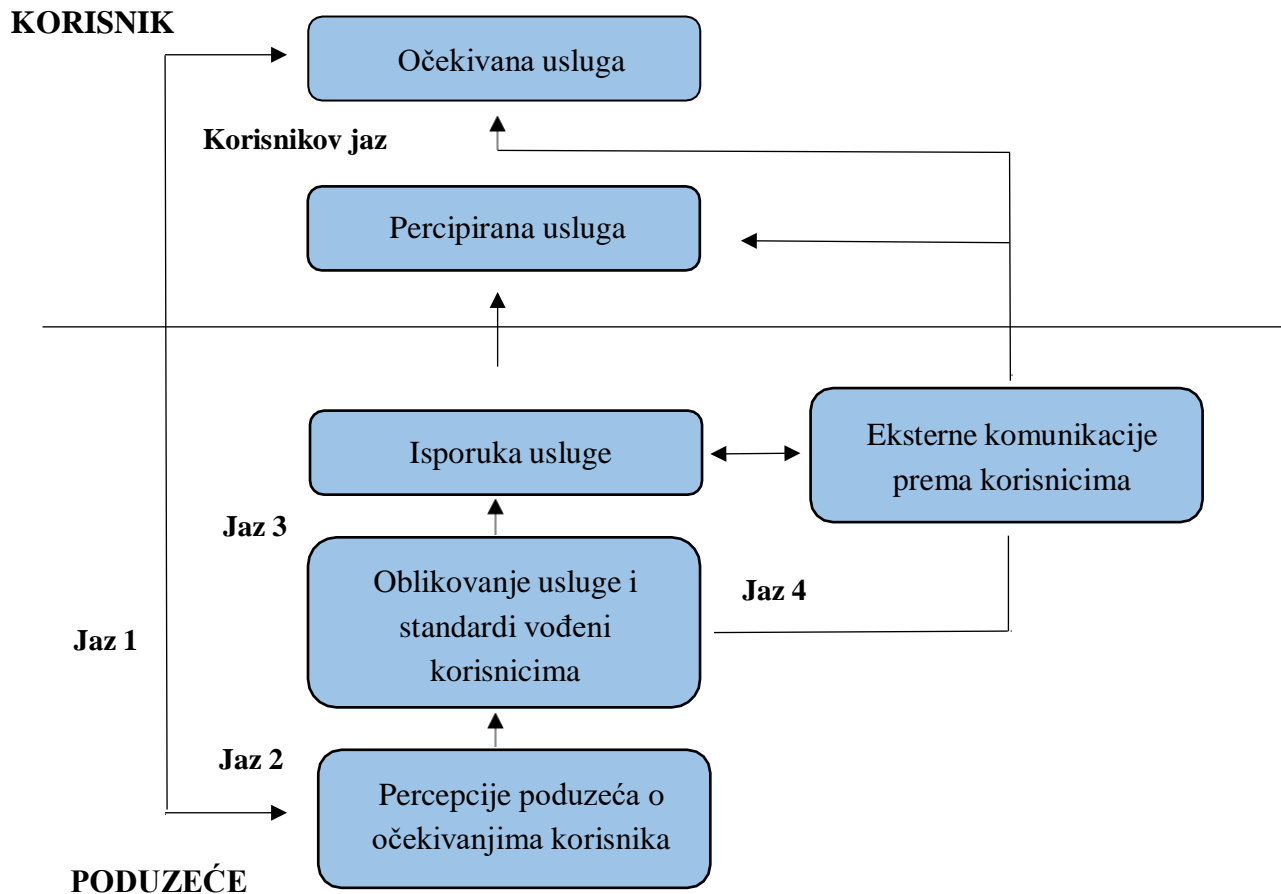 KORISNIK
Očekivana usluga
Korisnikov jaz
Percipirana usluga
Isporuka usluge
Eksterne komunikacije
prema korisnicima
Jaz 3
Oblikovanje usluge i
standardi vođeni
korisnicima
Jaz 4
Jaz 1
Jaz 2
Percepcije poduzeća o
očekivanjima korisnika
PODUZEĆE